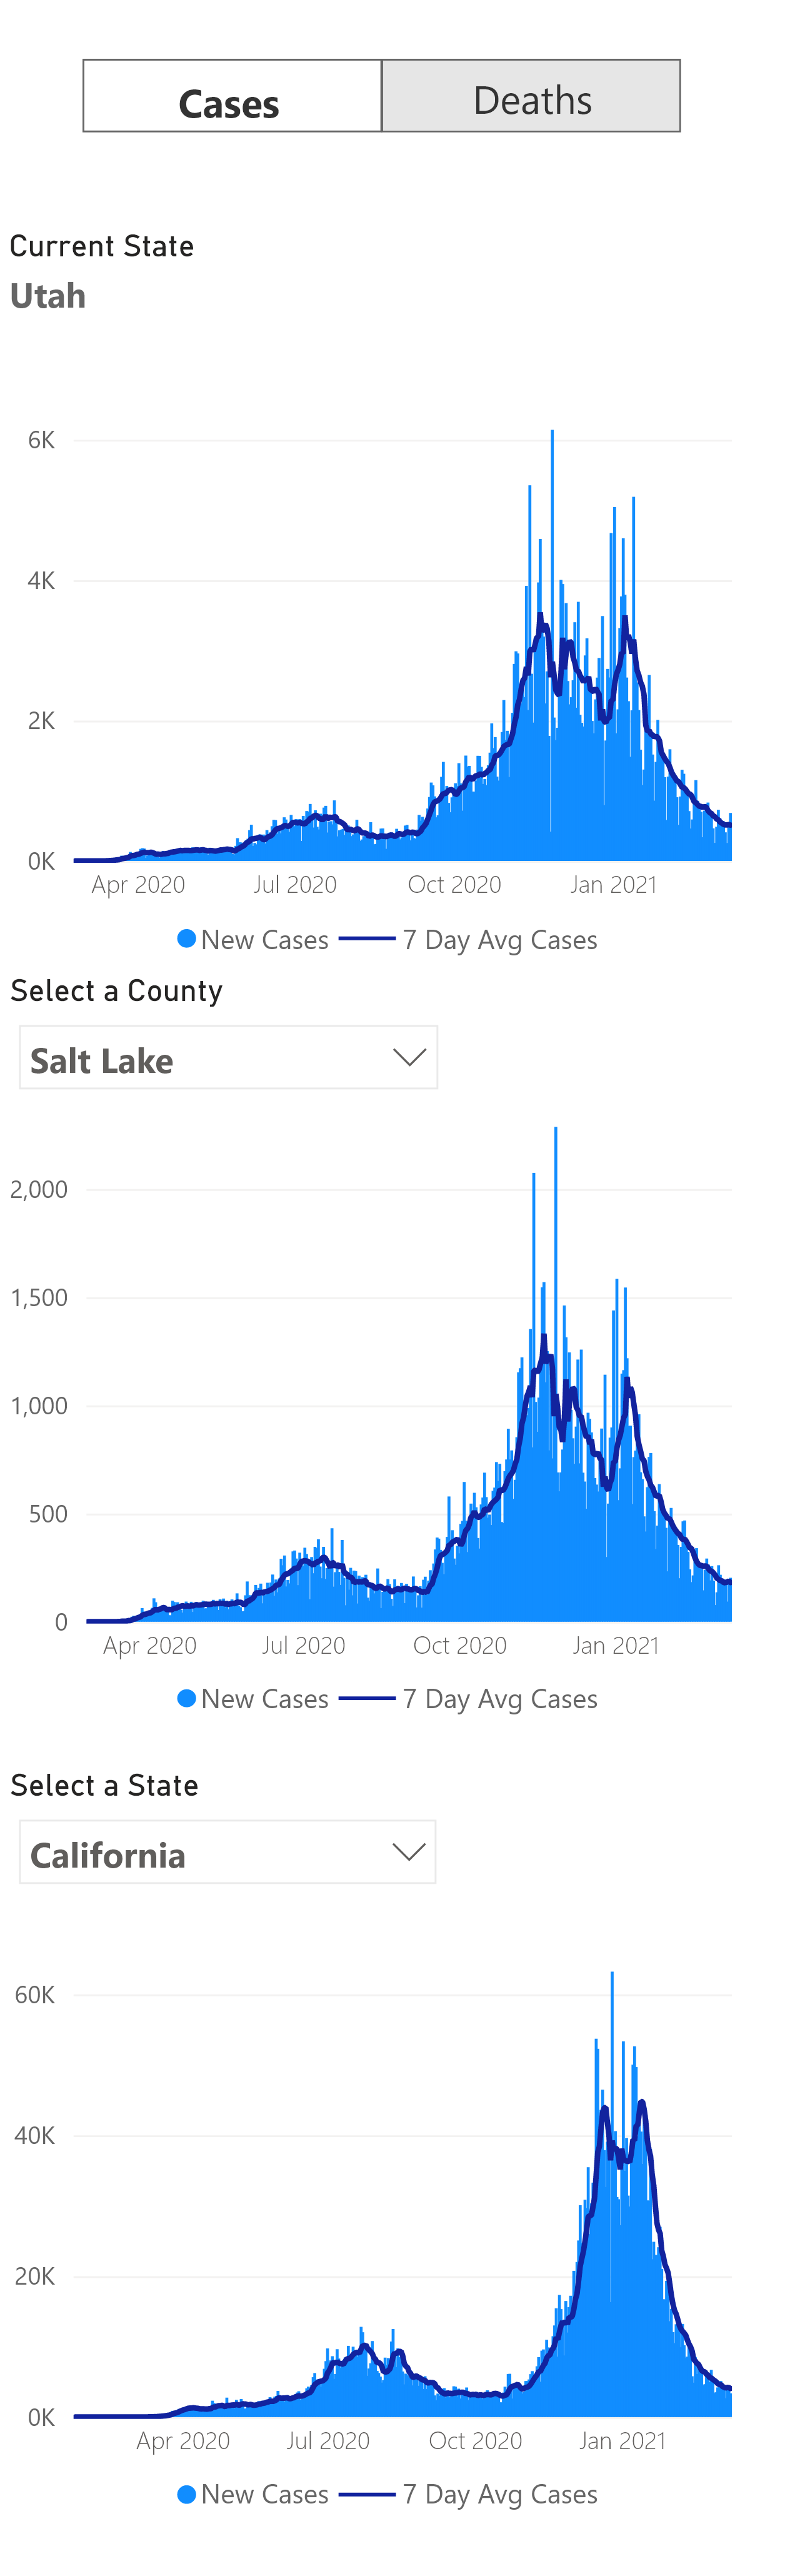 Cases Deaths
Current State
Utah
6K
4K
2K
0K
Apr 2020 Jul 2020 Oct 2020 Jan 2021
New Cases 7 Day Avg Cases
Select a County
Salt Lake
2,000
1,500
1,000
500
0
Apr 2020 Jul 2020 Oct 2020 Jan 2021
New Cases 7 Day Avg Cases
Select a State
California
60K
40K
20K
0K
Apr 2020 Jul 2020 Oct 2020 Jan 2021
New Cases 7 Day Avg Cases